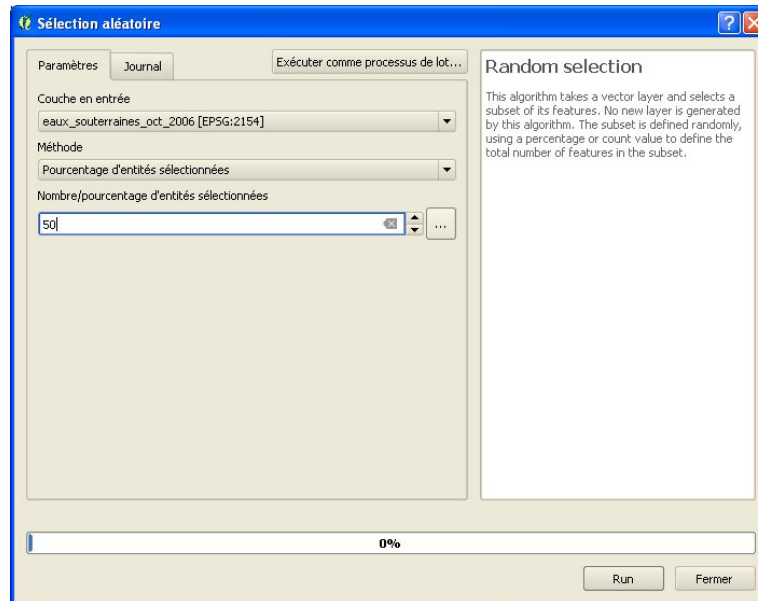 Sélection aléatoire
Paramètres
Journal
Exécuter comme processus de lot...
Couche en entrée
eaux_souterraines_oct_2006 [EPSG:2154]
Méthode
Pourcentage d'entités sélectionnées
Nombre/pourcentage d'entités sélectionnées
50
...
Random selection
This algorithm takes a vector layer and selects a
subset of its features. No new layer is generated
by this algorithm. The subset is defined randomly,
using a percentage or count value to define the
total number of features in the subset.
0%
Run
Fermer